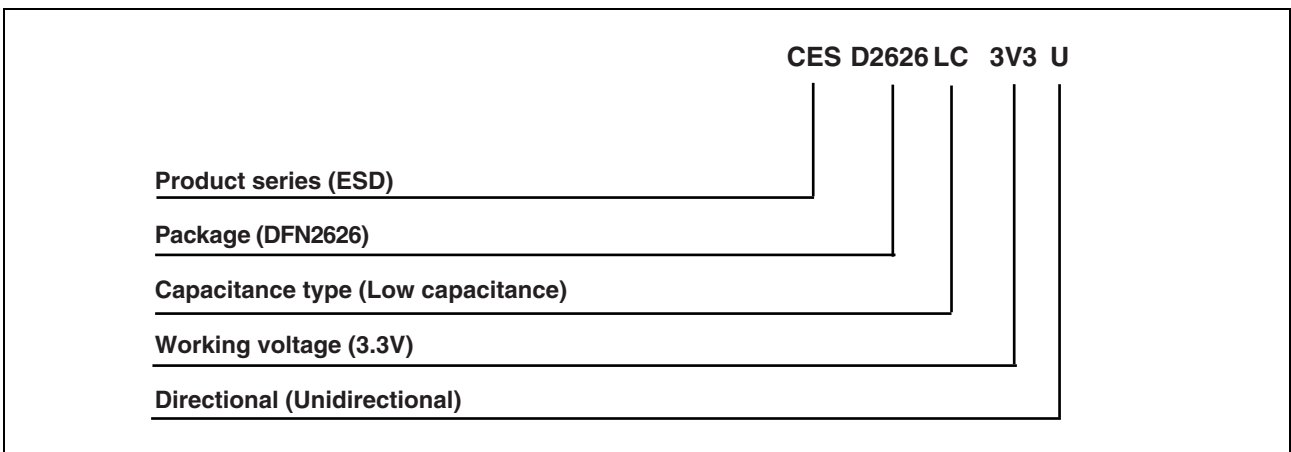 CES D2626 LC 3V3 U
Product series (ESD)
Package (DFN2626)
Capacitance type (Low capacitance)
Working voltage (3.3V)
Directional (Unidirectional)